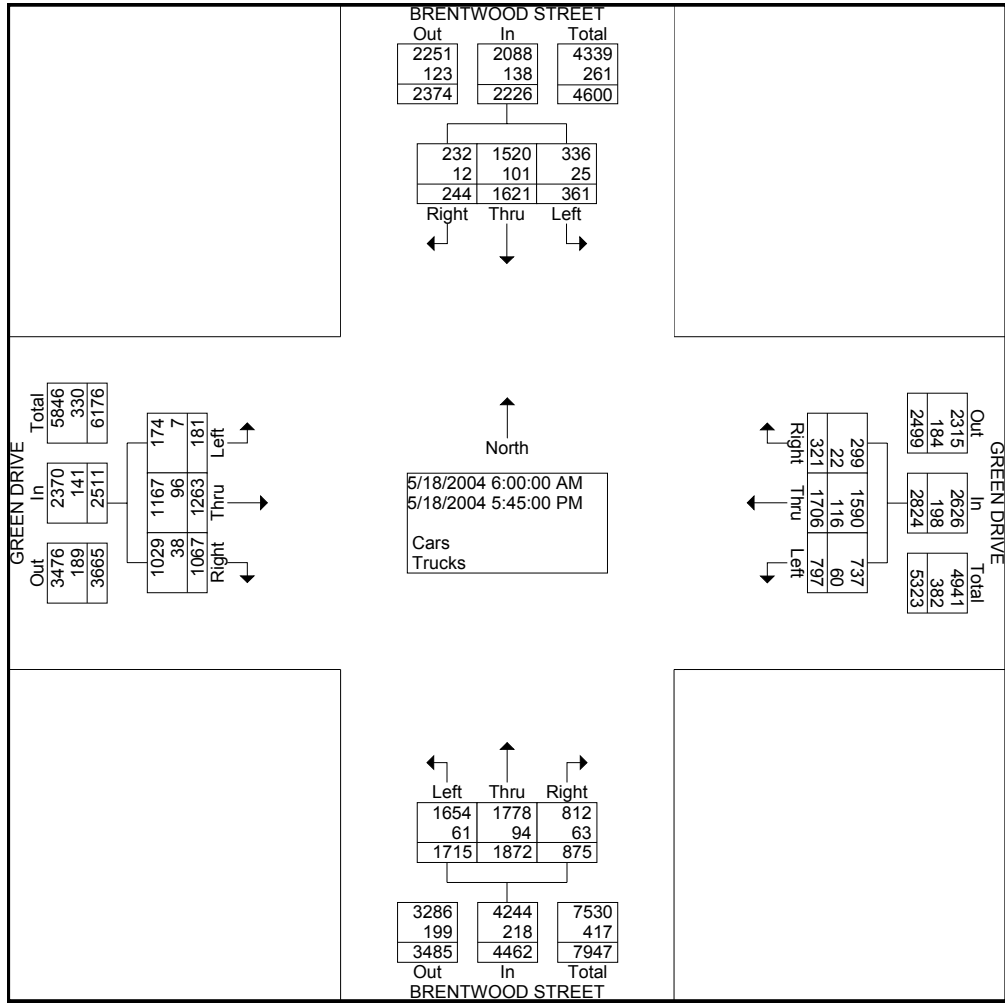 BRENTWOOD STREET
Out In Total
2251 2088 4339
123 138 261
2374 2226 4600
232 1520 336
12 101 25
244 1621 361
Right Thru Left
GREEN DRIVE
Total In Out
5846 2370 3476
330 141 189
6176 2511 3665
174 1167 1029
7 96 38
181 1263 1067
Left Thru Right
North
5/18/2004 6:00:00 AM
5/18/2004 5:45:00 PM
Cars
Trucks
GREEN DRIVE
Out In Total
2315 2626 4941
184 198 382
2499 2824 5323
299 1590 737
22 116 60
321 1706 797
Right Thru Left
Left Thru Right
1654 1778 812
61 94 63
1715 1872 875
3286 4244 7530
199 218 417
3485 4462 7947
Out In Total
BRENTWOOD STREET